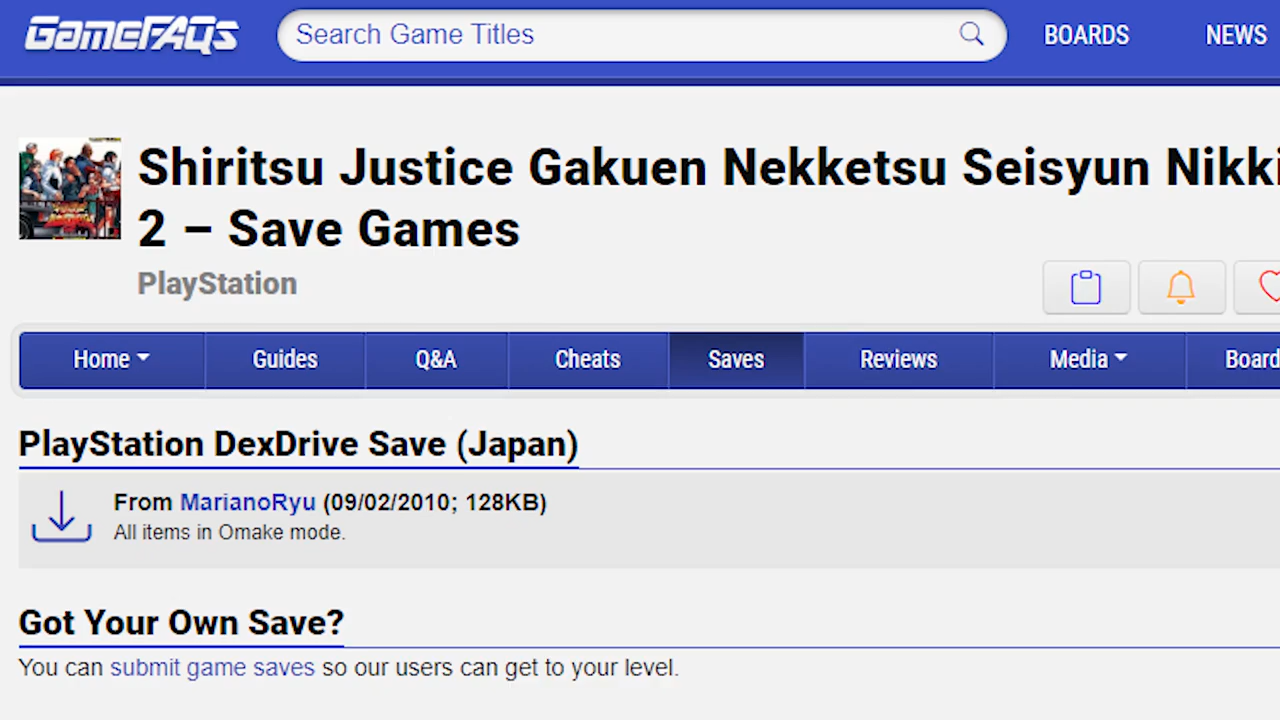 GameFAQs
Search Game Titles
BOARDS
NEWS
Shiritsu Justice Gakuen Nekketsu Seisyun Nikki
2 – Save Games
PlayStation
Home
Guides
Q&A
Cheats
Saves
Reviews
Media
Board
PlayStation DexDrive Save (Japan)
From MarianoRyu (09/02/2010; 128KB)
All items in Omake mode.
Got Your Own Save?
You can submit game saves so our users can get to your level.